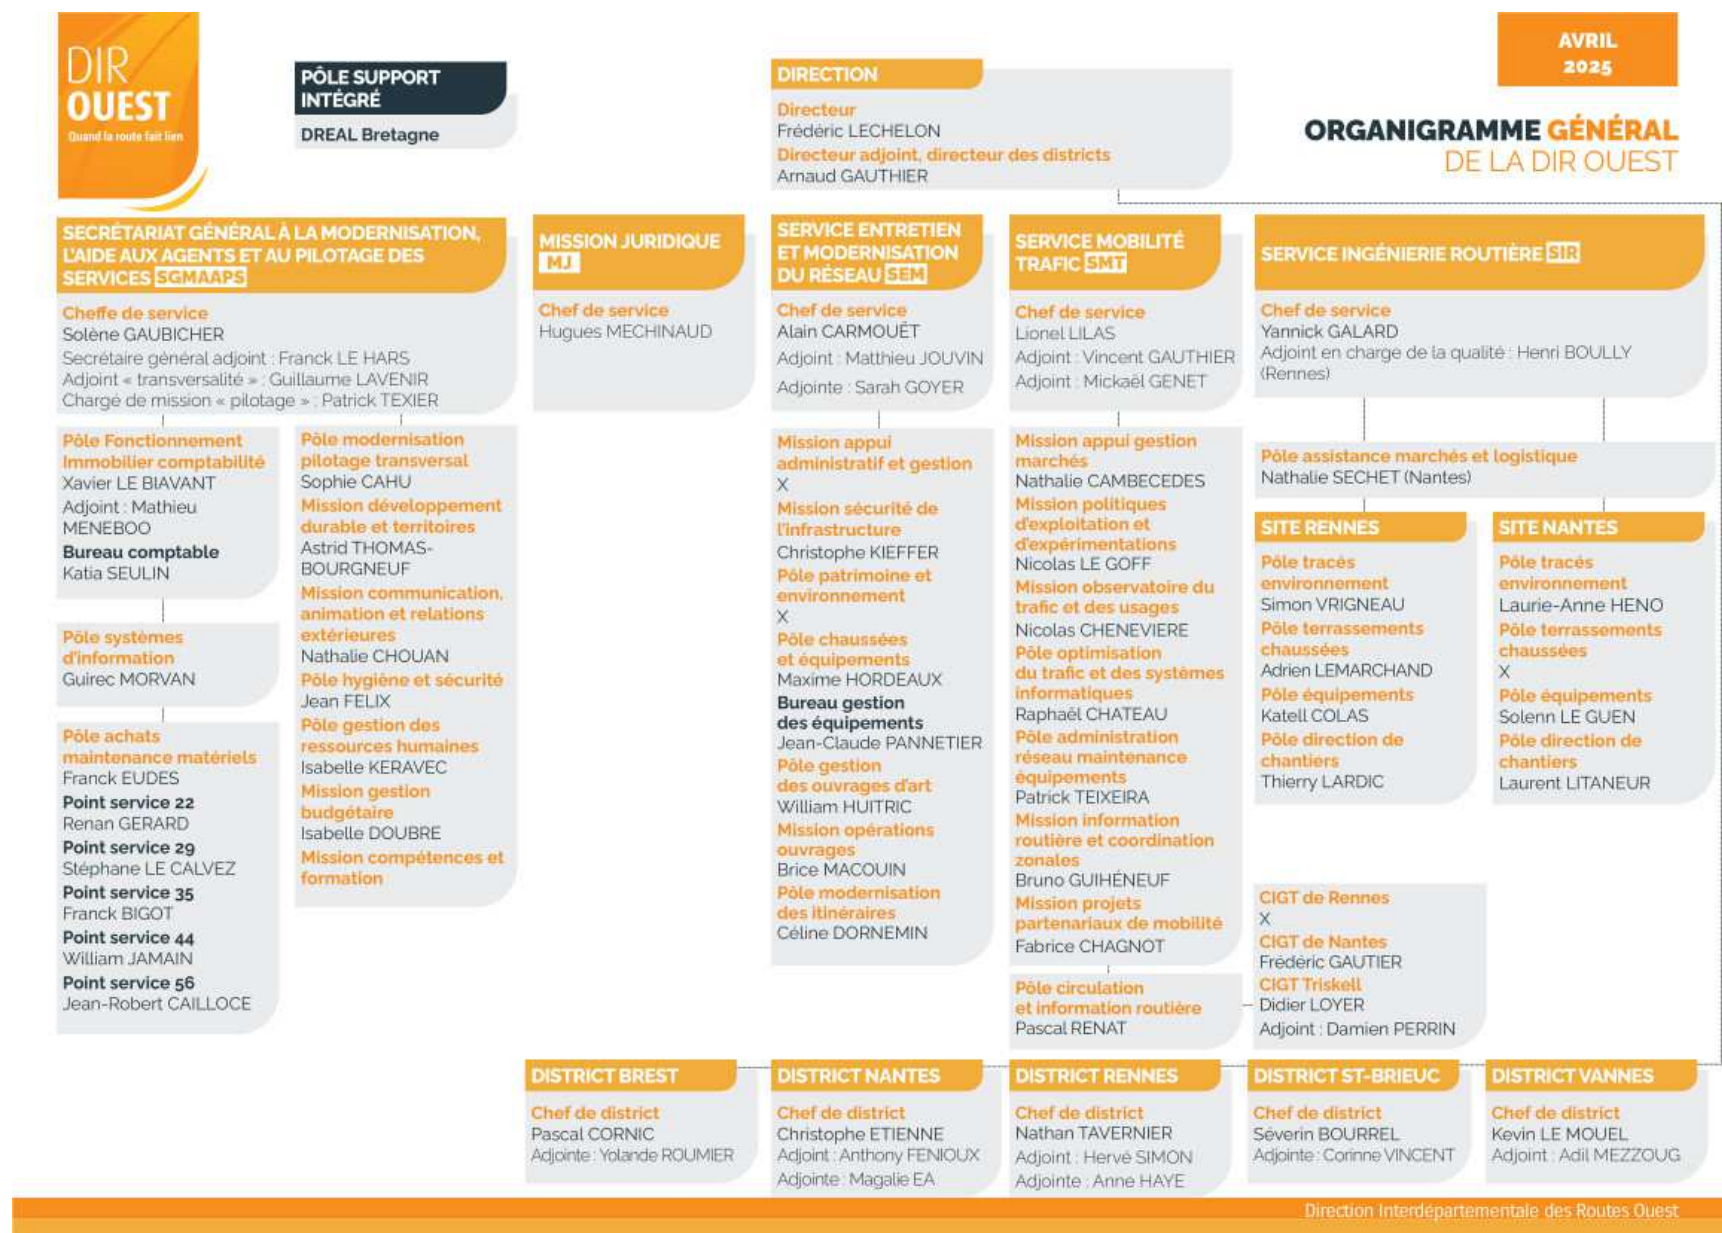 DIR
OUEST
Quand la route fait lien
PÔLE SUPPORT
INTÉGRÉ
DREAL Bretagne
DIRECTION
Directeur
Frédéric LECHELON
Directeur adjoint, directeur des districts
Arnaud GAUTHIER
AVRIL
2025
ORGANIGRAMME GÉNÉRAL
DE LA DIR OUEST
SECRÉTARIAT GÉNÉRAL À LA MODERNISATION,
L'AIDE AUX AGENTS ET AU PILOTAGE DES
SERVICES SGMAAPS
Cheffe de service
Solène GAUBICHER
Secrétaire général adjoint : Franck LE HARS
Adjoint « transversalité » : Guillaume LAVENIR
Chargé de mission « pilotage » : Patrick TEXIER
Pôle Fonctionnement
Immobilier comptabilité
Xavier LE BIAVANT
Adjoint : Mathieu
MENEBOO
Bureau comptable
Katia SEULIN
Pôle systèmes
d'information
Guirec MORVAN
Pôle achats
maintenance matériels
Franck EUDES
Point service 22
Renan GERARD
Point service 29
Stéphane LE CALVEZ
Point service 35
Franck BIGOT
Point service 44
William JAMAIN
Point service 56
Jean-Robert CAILLOCE
Pôle modernisation
pilotage transversal
Sophie CAHU
Mission développement
durable et territoires
Astrid THOMAS-
BOURGNEUF
Mission communication,
animation et relations
extérieures
Nathalie CHOUAN
Pôle hygiène et sécurité
Jean FELIX
Pôle gestion des
ressources humaines
Isabelle KERAVEC
Mission gestion
budgétaire
Isabelle DOUBRE
Mission compétences et
formation
MISSION JURIDIQUE
MJ
Chef de service
Hugues MECHINAUD
SERVICE ENTRETIEN
ET MODERNISATION
DU RÉSEAU SEM
Chef de service
Alain CARMOUËT
Adjoint : Matthieu JOUVIN
Adjointe : Sarah GOYER
Mission appui
administratif et gestion
X
Mission sécurité de
l'infrastructure
Christophe KIEFFER
Pôle patrimoine et
environnement
X
Pôle chaussées
et équipements
Maxime HORDEAUX
Bureau gestion
des équipements
Jean-Claude PANNETIER
Pôle gestion
des ouvrages d'art
William HUITRIC
Mission opérations
ouvrages
Brice MACOUIN
Pôle modernisation
des itinéraires
Céline DORNEMIN
SERVICE MOBILITÉ
TRAFIC SMT
Chef de service
Lionel LILAS
Adjoint : Vincent GAUTHIER
Adjoint : Mickaël GENET
Mission appui gestion
marchés
Nathalie CAMBECEDES
Mission politiques
d'exploitation et
d'expérimentations
Nicolas LE GOFF
Mission observatoire du
trafic et des usages
Nicolas CHENEVIERE
Pôle optimisation
du trafic et des systèmes
informatiques
Raphaël CHATEAU
Pôle administration
réseau maintenance
équipements
Patrick TEIXEIRA
Mission information
routière et coordination
zonales
Bruno GUIHÉNEUF
Mission projets
partenariaux de mobilité
Fabrice CHAGNOT
Pôle circulation
et information routière
Pascal RENAT
SERVICE INGÉNIERIE ROUTIÈRE SIR
Chef de service
Yannick GALARD
Adjoint en charge de la qualité : Henri BOULLY
(Rennes)
Pôle assistance marchés et logistique
Nathalie SECHET (Nantes)
SITE RENNES
Pôle tracés
environnement
Simon VRIGNEAU
Pôle terrassements
chaussées
Adrien LEMARCHAND
Pôle équipements
Katell COLAS
Pôle direction de
chantiers
Thierry LARDIC
SITE NANTES
Pôle tracés
environnement
Laurie-Anne HENO
Pôle terrassements
chaussées
X
Pôle équipements
Solenn LE GUEN
Pôle direction de
chantiers
Laurent LITANEUR
CIGT de Rennes
X
CIGT de Nantes
Frédéric GAUTIER
CIGT Triskell
Didier LOYER
Adjoint : Damien PERRIN
DISTRICT BREST
Chef de district
Pascal CORNIC
Adjointe : Yolande ROUMIER
DISTRICT NANTES
Chef de district
Christophe ETIENNE
Adjoint : Anthony FENIOUX
Adjointe : Magalie EA
DISTRICT RENNES
Chef de district
Nathan TAVERNIER
Adjoint : Hervé SIMON
Adjointe : Anne HAYE
DISTRICT ST-BRIEUC
Chef de district
Séverin BOURREL
Adjointe : Corinne VINCENT
DISTRICT VANNES
Chef de district
Kevin LE MOUEL
Adjoint : Adil MEZZOUG
Direction Interdépartementale des Routes Ouest